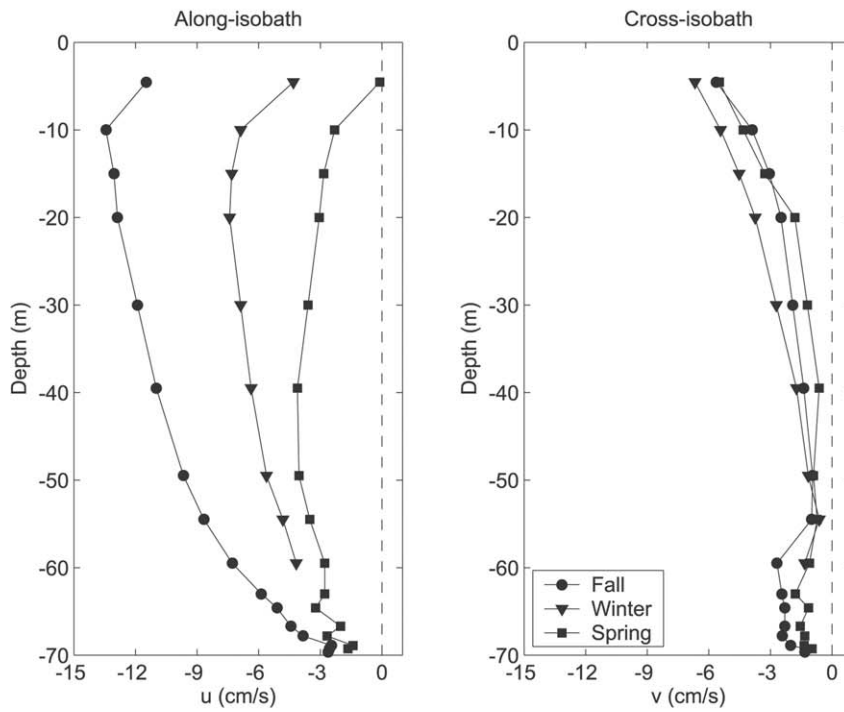 Along-isobath
Cross-isobath
0
-10
-20
-30
-40
-50
-60
-70
Depth (m)
-15 -12 -9 -6 -3 0
u (cm/s)
0
-10
-20
-30
-40
-50
-60
-70
Depth (m)
Fall
Winter
Spring
-15 -12 -9 -6 -3 0
v (cm/s)